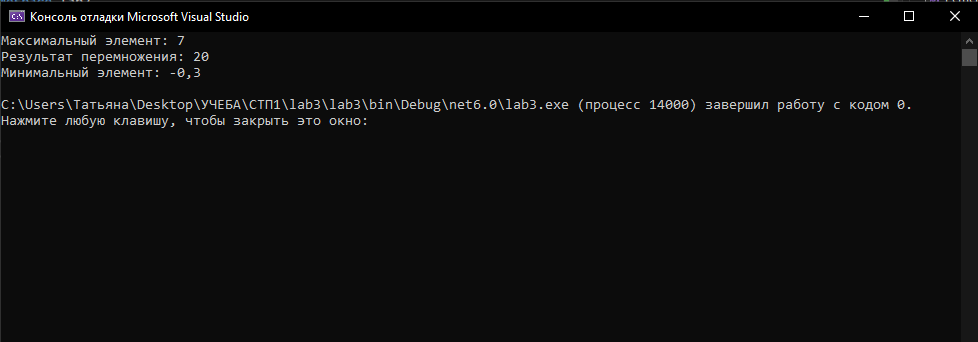 Консоль отладки Microsoft Visual Studio
Максимальный элемент: 7
Результат перемножения: 20
Минимальный элемент: -0,3
C:\Users\Татьяна\Desktop\УЧЕБА\СТП1\lab3\lab3\bin\Debug\net6.0\lab3.exe (процесс 14000) завершил работу с кодом 0.
Нажмите любую клавишу, чтобы закрыть это окно: